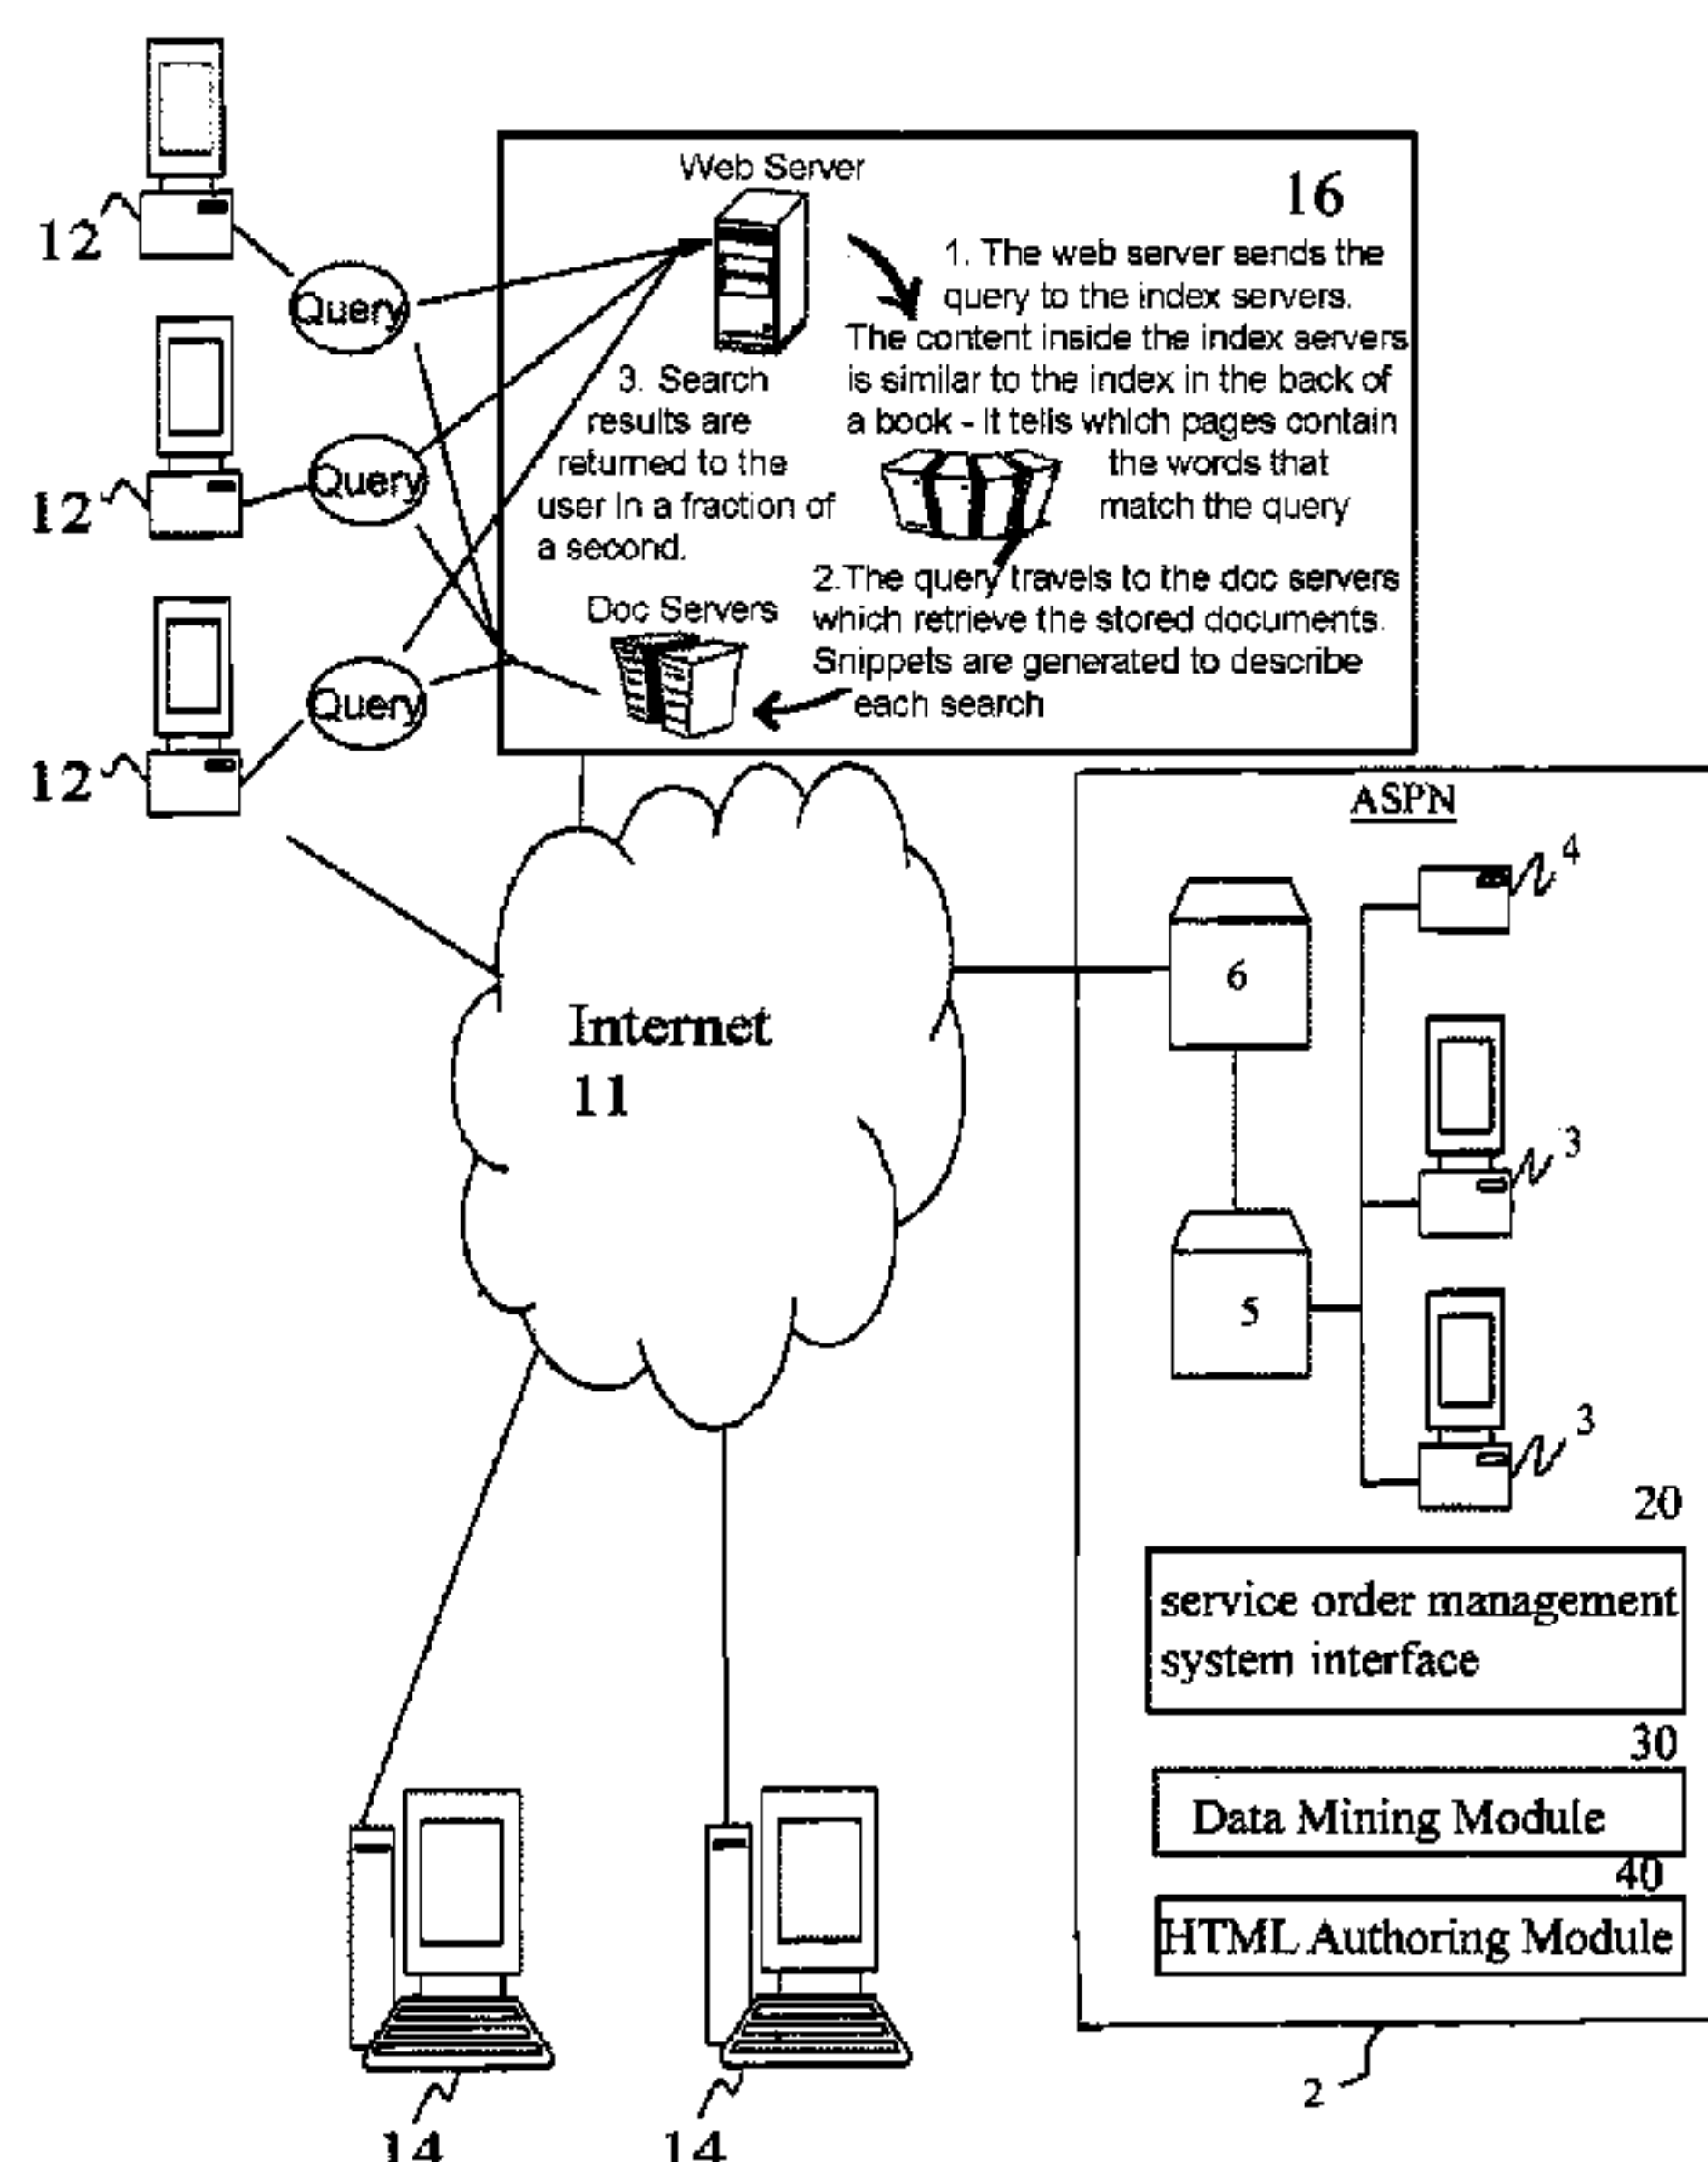 12
Query
12
Query
12
Query
Web Server
16
1. The web server sends the
query to the index servers.
The content inside the index servers
is similar to the index in the back of
a book - It tells which pages contain
the words that
match the query
2.The query travels to the doc servers
which retrieve the stored documents.
Snippets are generated to describe
each search
3. Search
results are
returned to the
user In a fraction of
a second.
Doc Servers
Internet
11
ASPN
4
6
3
5
3
20
service order management
system interface
30
Data Mining Module
40
HTML Authoring Module
2
14
14